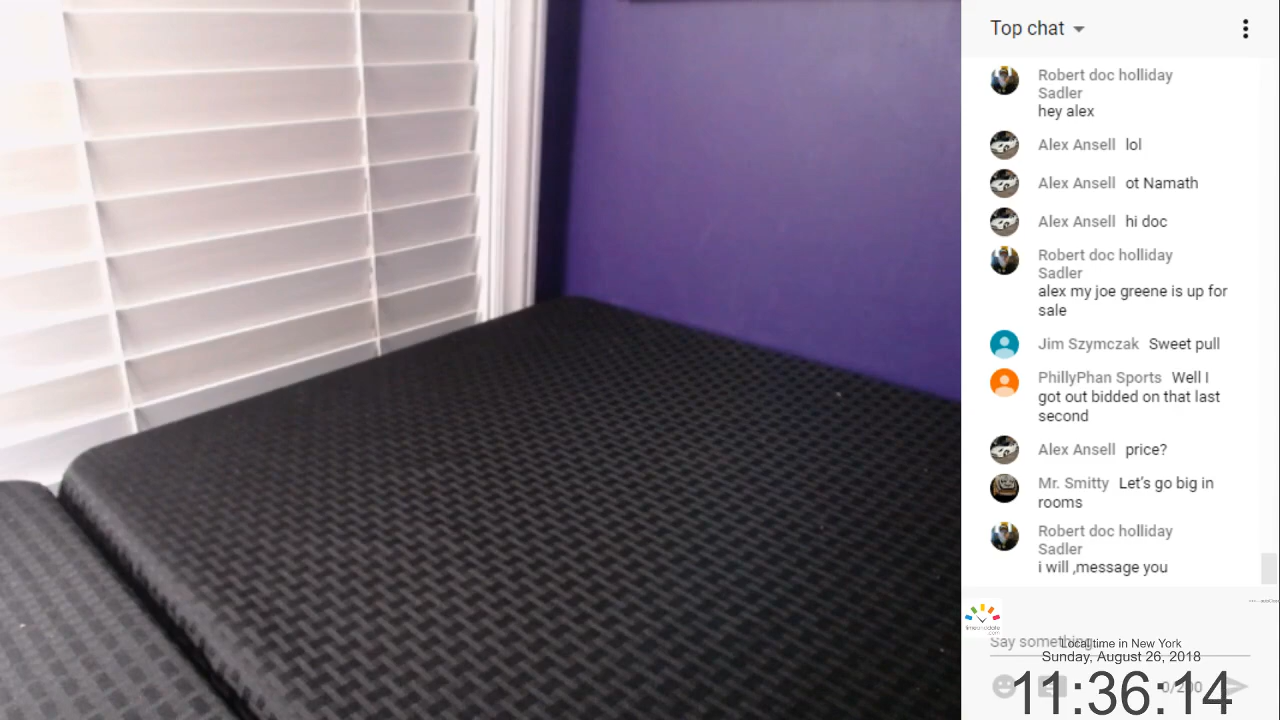 Top chat
Robert doc holliday
Sadler
hey alex
Alex Ansell lol
Alex Ansell ot Namath
Alex Ansell hi doc
Robert doc holliday
Sadler
alex my joe greene is up for
sale
Jim Szymczak Sweet pull
PhillyPhan Sports Well I
got out bidded on that last
second
Alex Ansell price?
Mr. Smitty Let's go big in
rooms
Robert doc holliday
Sadler
i will ,message you
Say something...
Local time in New York
Sunday, August 26, 2018
0/200
11:36:14